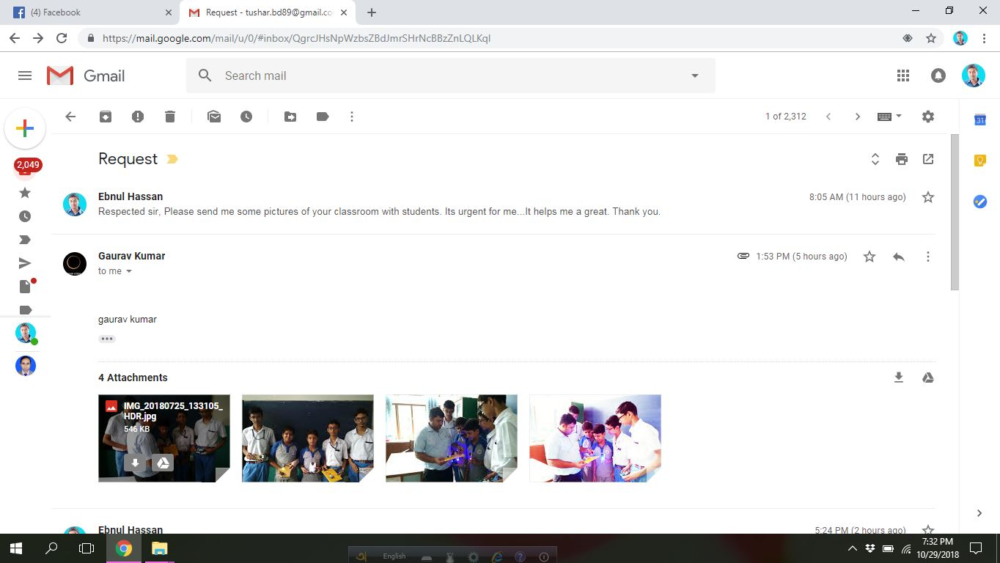 (4) Facebook
Request - tushar.bd89@gmail.co
https://mail.google.com/mail/u/0/#inbox/QgrcJHsNpWzbsZBdJmrSHrNcBBzZnLQLKql
Gmail
Search mail
1 of 2,312
31
2,049
Request
Ebnul Hassan
8:05 AM (11 hours ago)
Respected sir, Please send me some pictures of your classroom with students. Its urgent for me...It helps me a great. Thank you.
Gaurav Kumar
1:53 PM (5 hours ago)
to me
gaurav kumar
4 Attachments
IMG_20180725_133105_
HDR.jpg
546 KB
Ebnul Hassan
5:24 PM (2 hours ago)
English
7:32 PM
10/29/2018